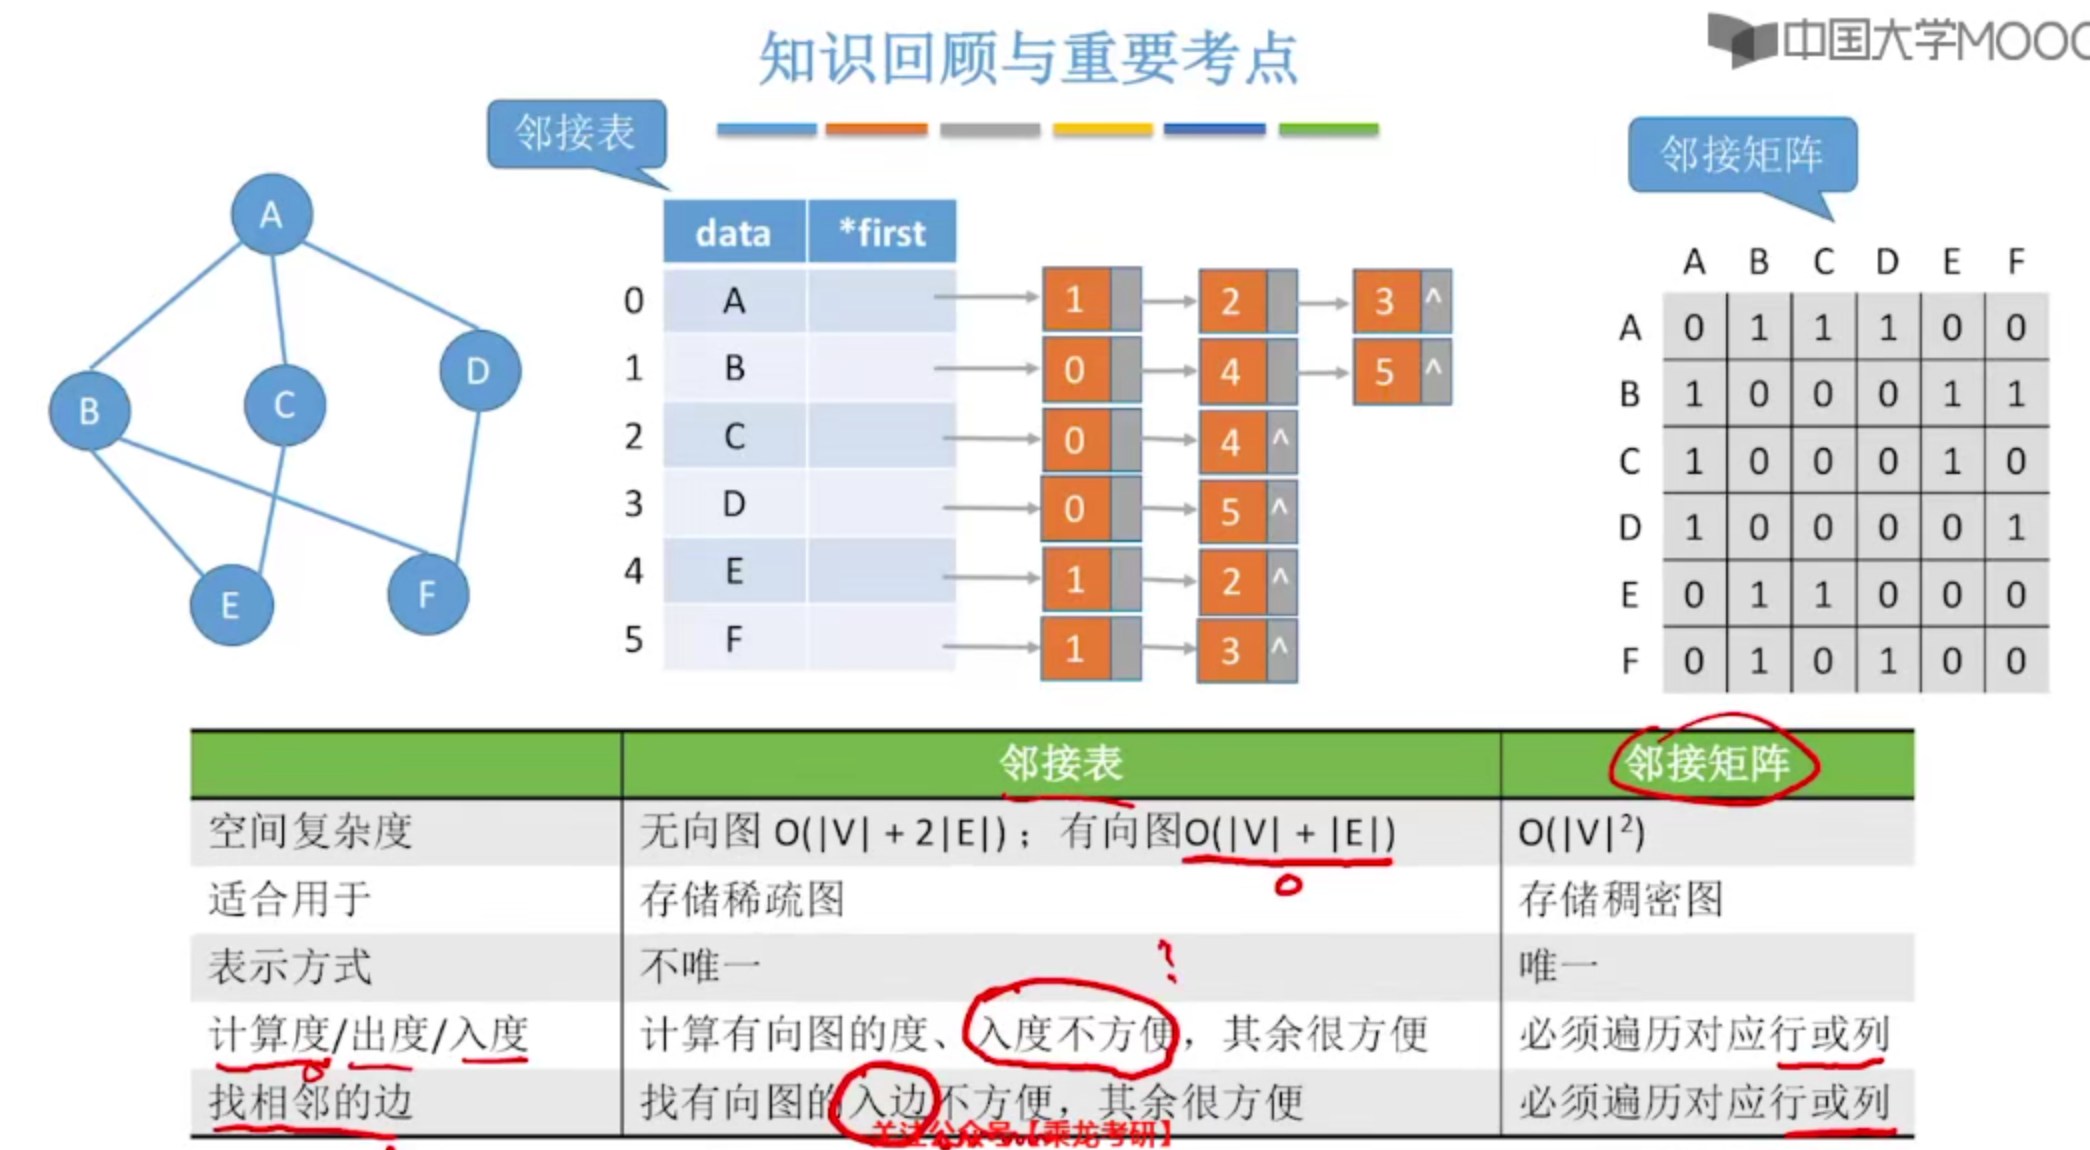 知识回顾与重要考点
中国大学MOOC
邻接表
邻接矩阵
A
B
C
D
E
F
data *first
0 A 1 2 3 ^
1 B 0 4 5 ^
2 C 0 4 ^
3 D 0 5 ^
4 E 1 2 ^
5 F 1 3 ^
A B C D E F
A 0 1 1 1 0 0
B 1 0 0 0 1 1
C 1 0 0 0 1 0
D 1 0 0 0 0 1
E 0 1 1 0 0 0
F 0 1 0 1 0 0
邻接表 邻接矩阵
空间复杂度 无向图 O(|V| + 2|E|)；有向图O(|V| + |E|) O(|V|²)
适合用于 存储稀疏图 存储稠密图
表示方式 不唯一 唯一
计算度/出度/入度 计算有向图的度、入度不方便，其余很方便 必须遍历对应行或列
找相邻的边 找有向图的入边不方便，其余很方便 必须遍历对应行或列
关注公众号【乘龙考研】